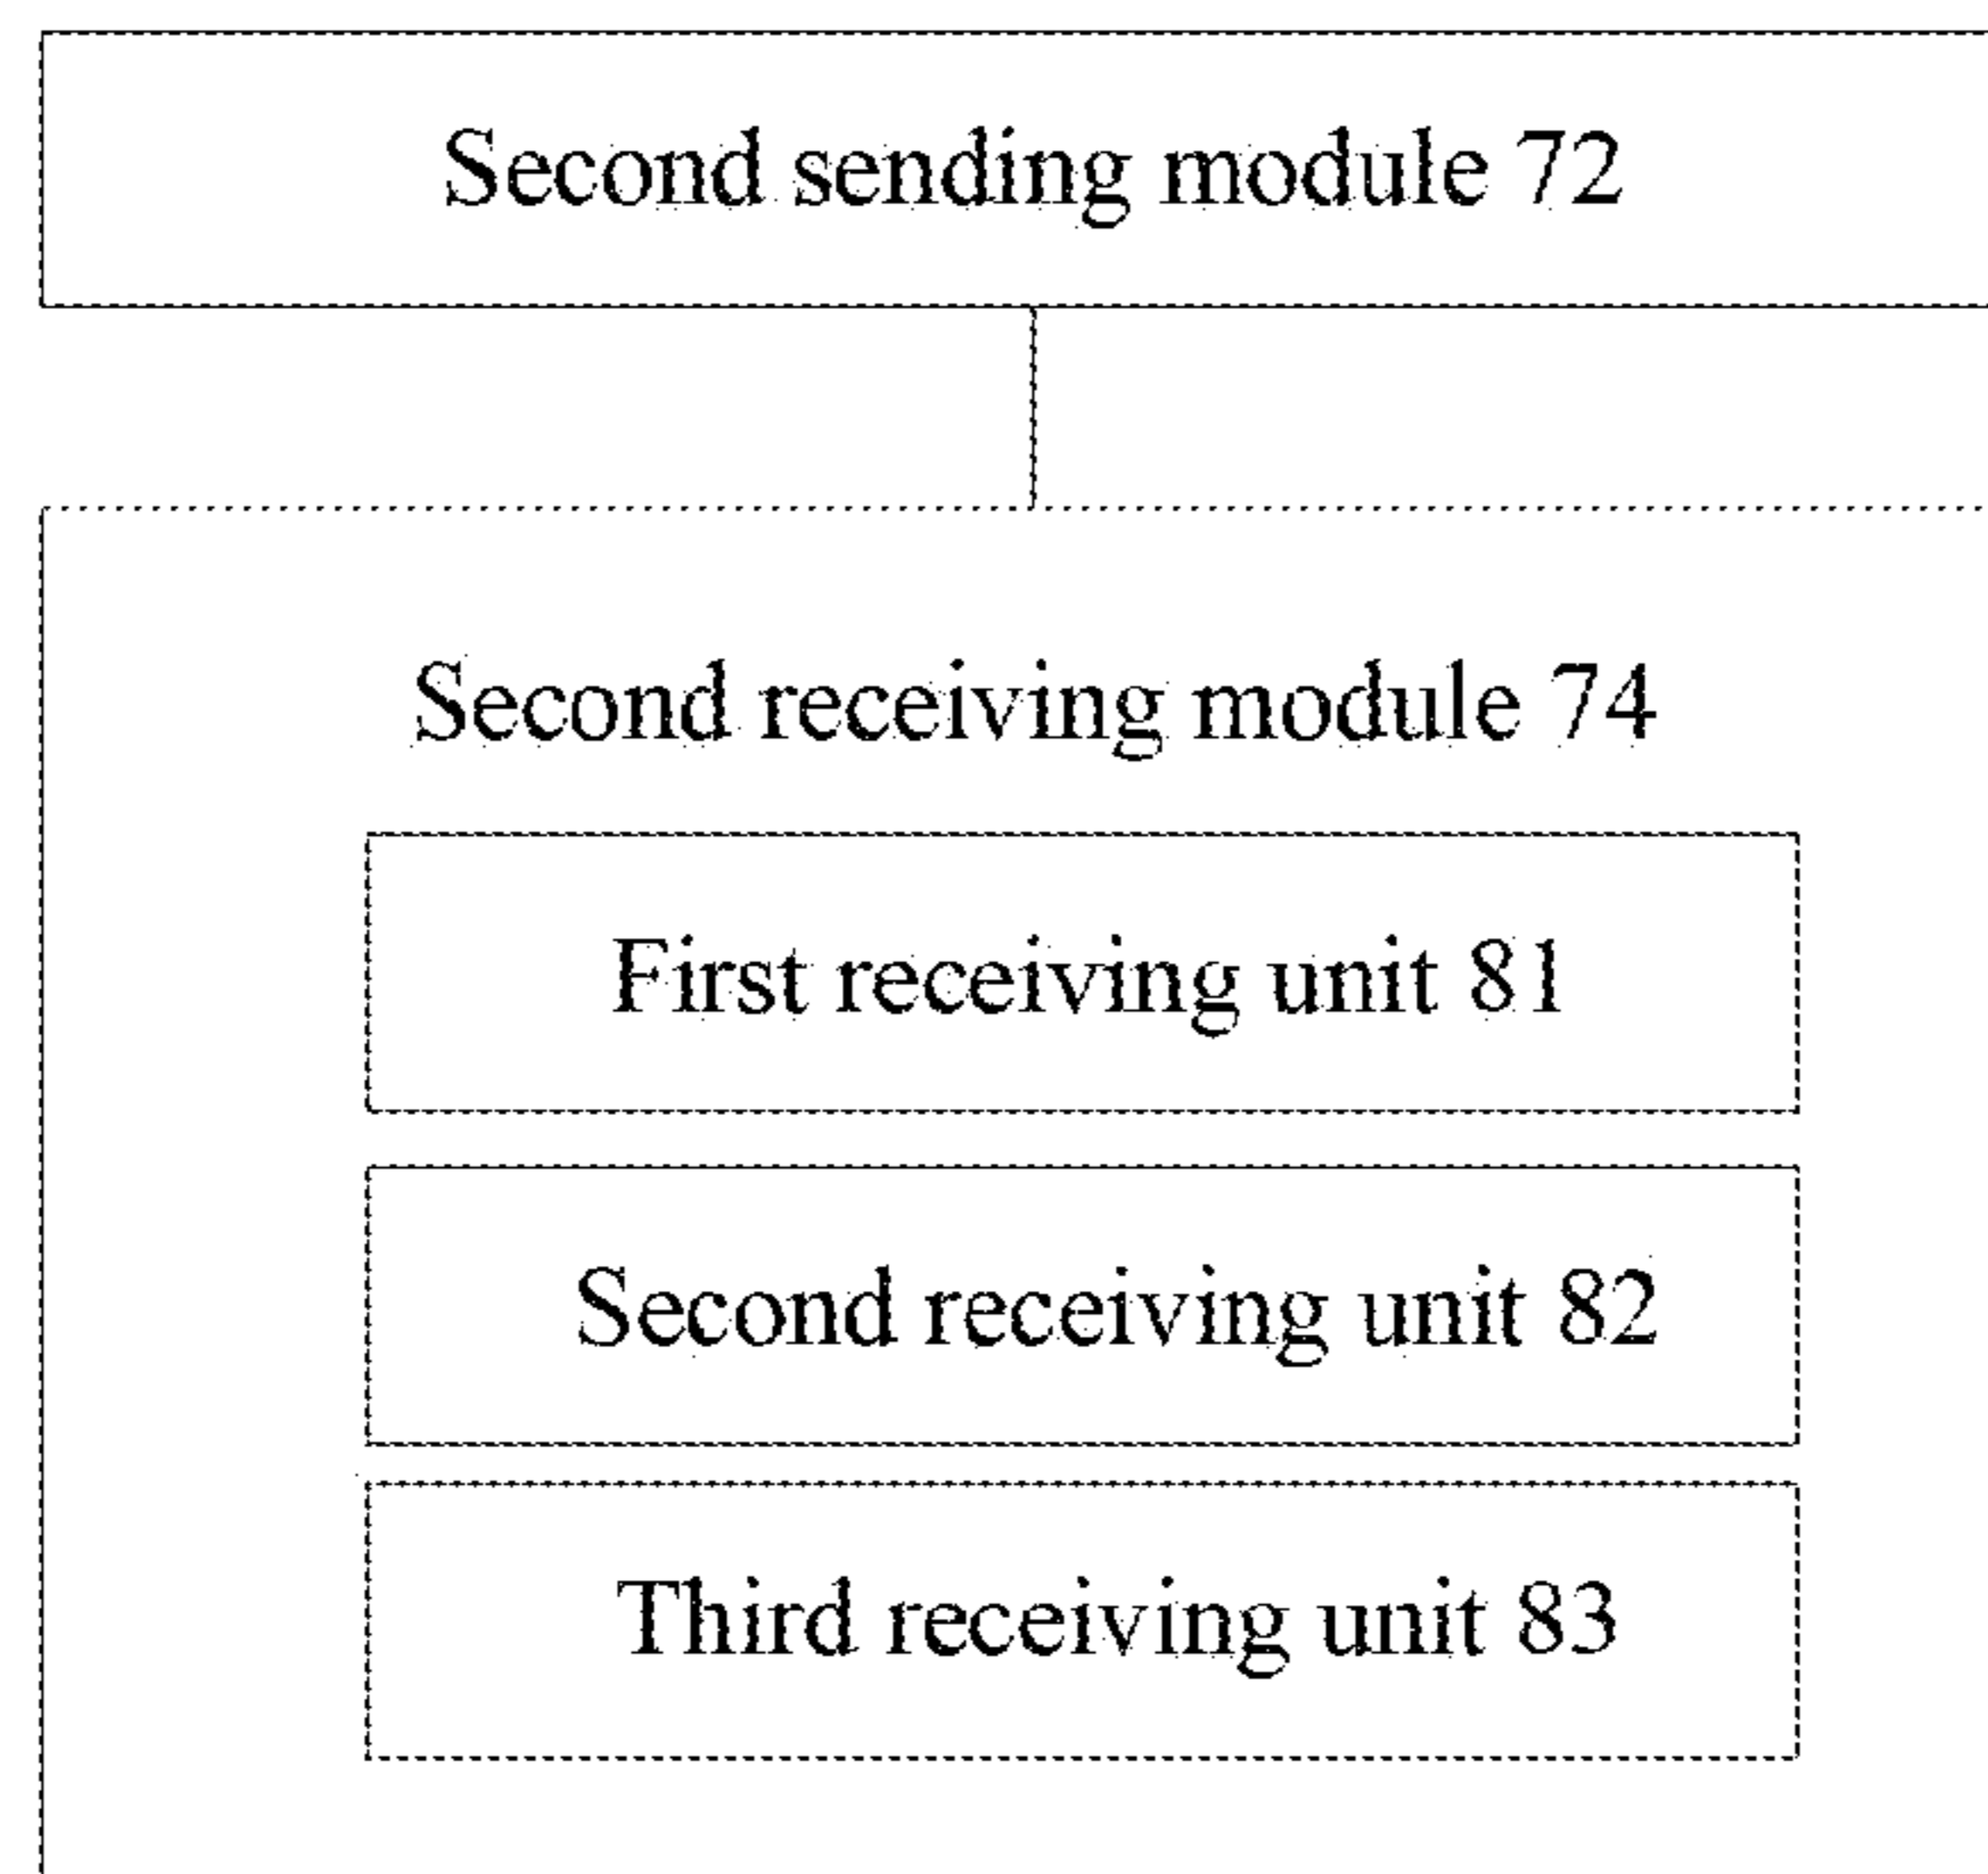 Second sending module 72
Second receiving module 74
First receiving unit 81
Second receiving unit 82
Third receiving unit 83